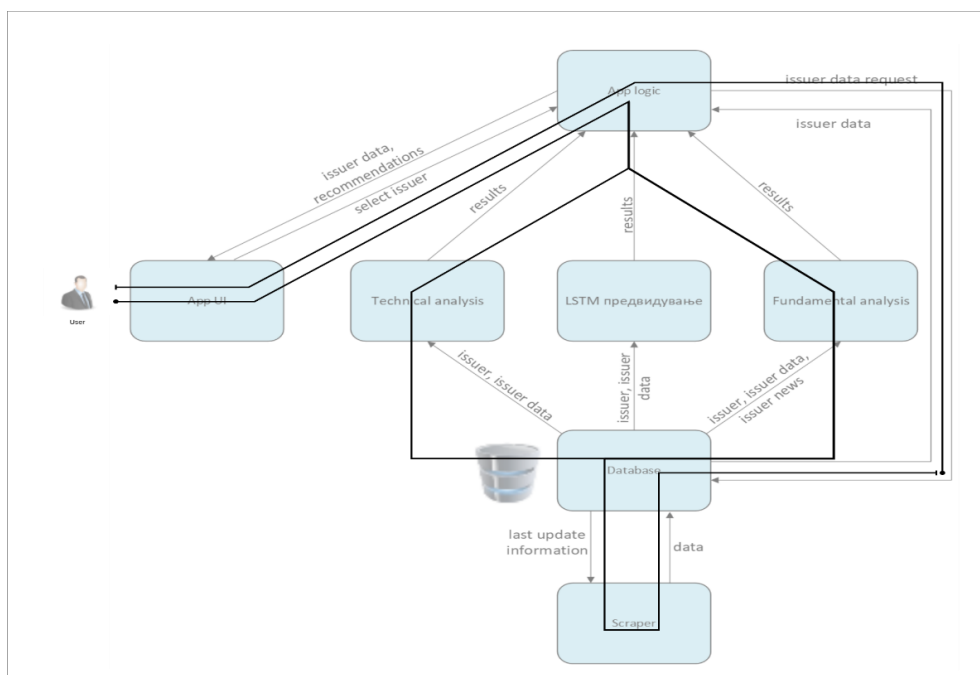 App logic
issuer data request
issuer data
issuer data,
recommendations
select issuer
results
results
results
User
App UI
Technical analysis
LSTM предвидување
Fundamental analysis
issuer, issuer data
issuer, issuer
data
issuer, issuer data,
issuer news
Database
last update
information
data
Scraper